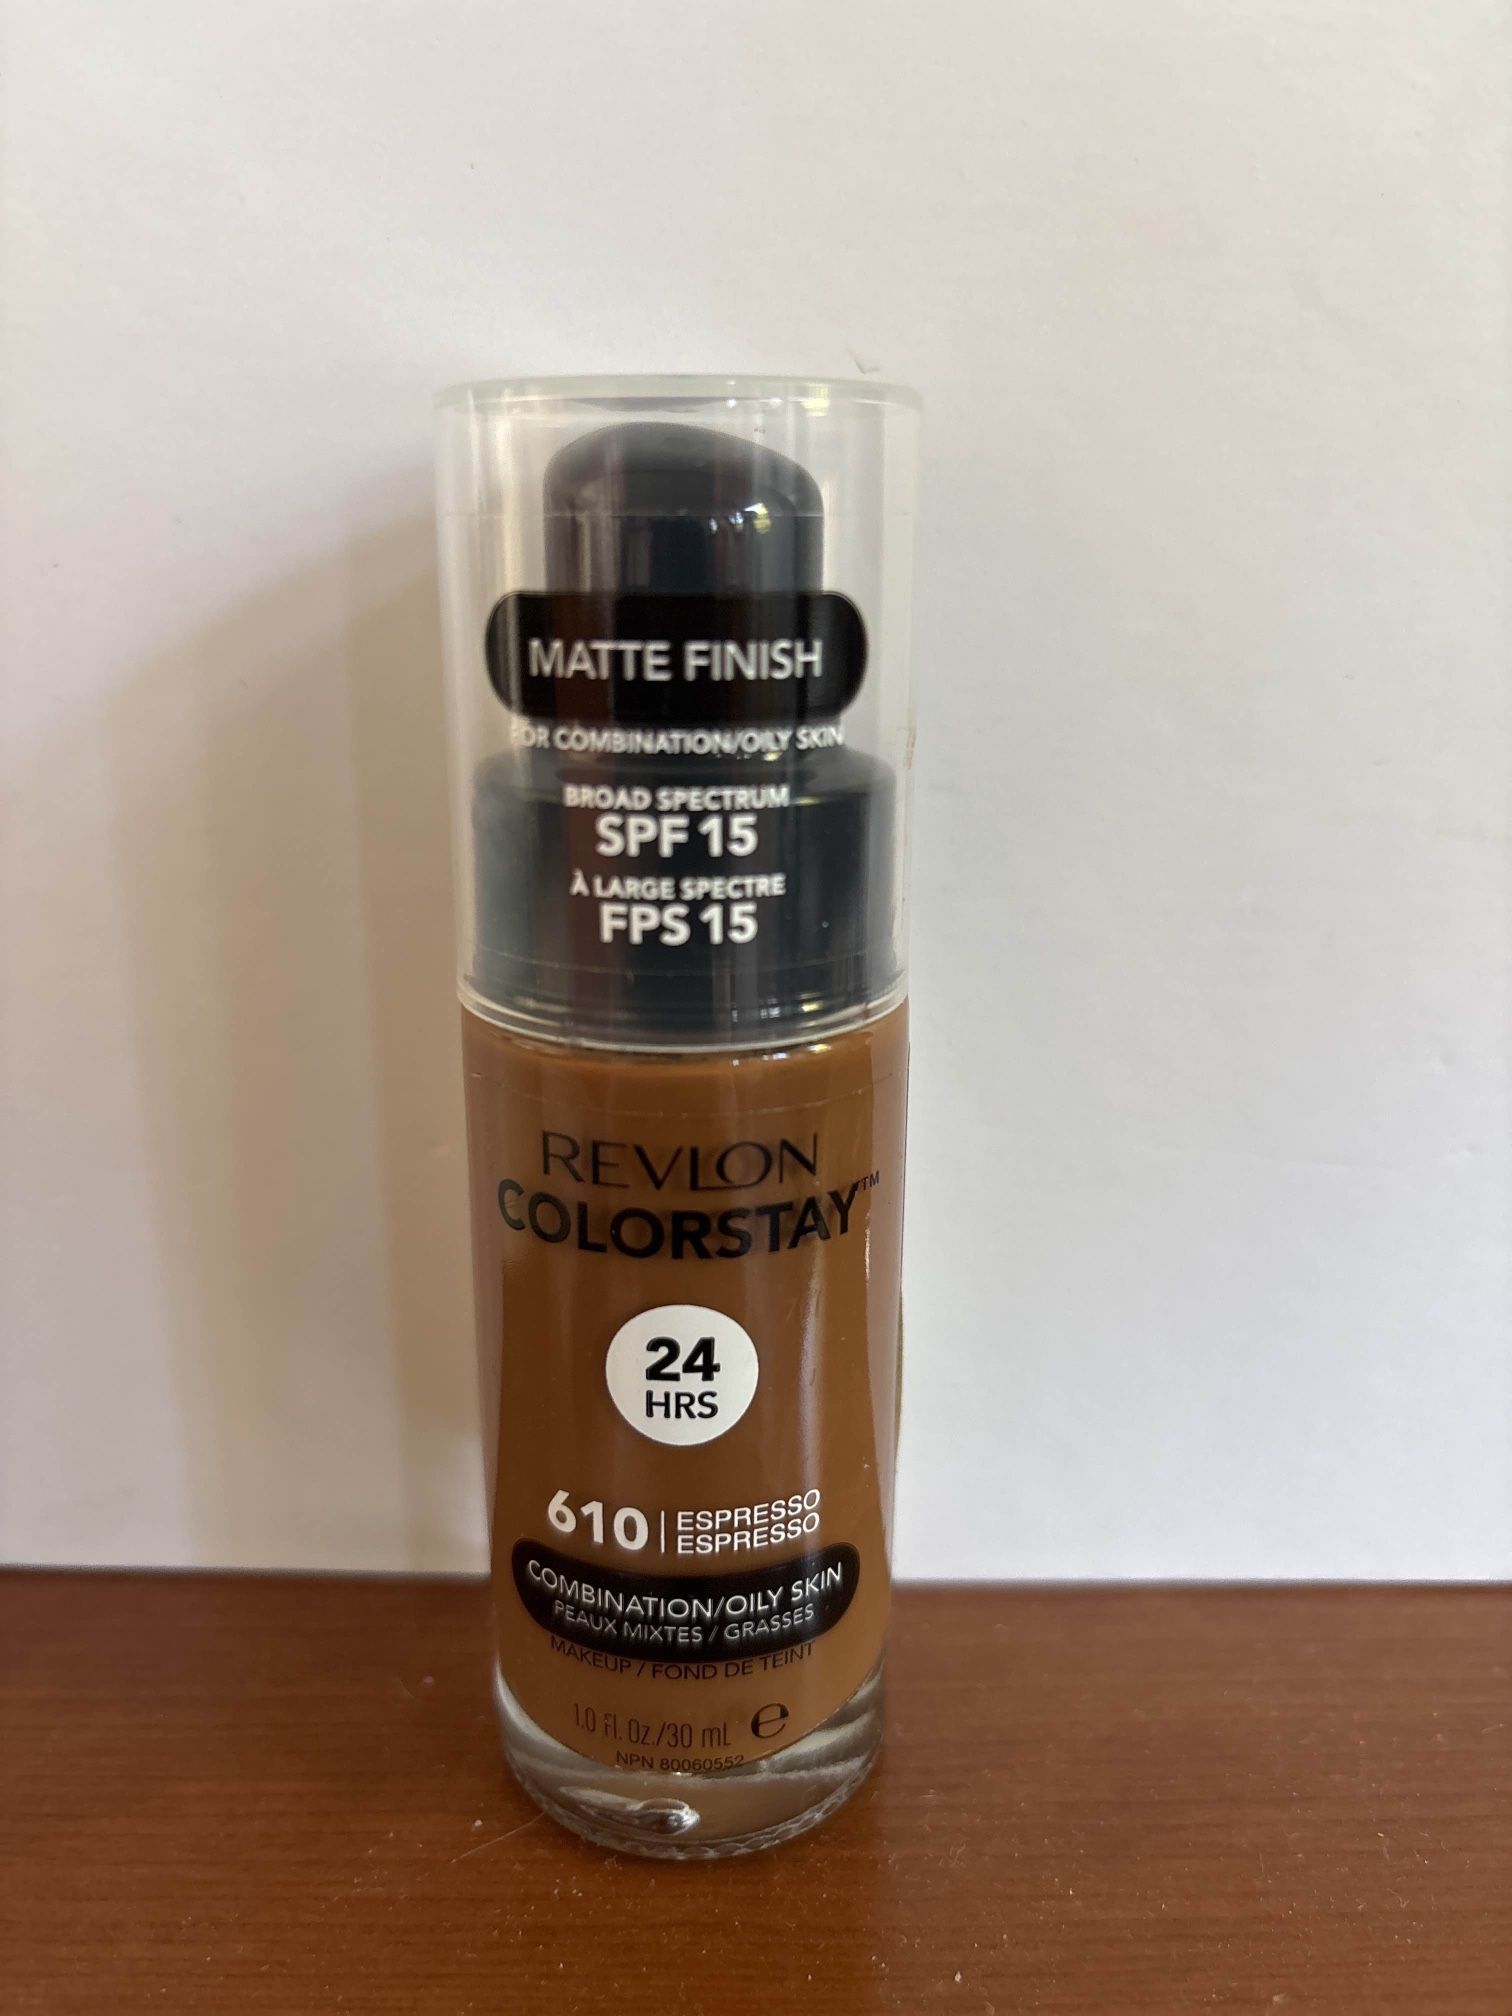 MATTE FINISH
FOR COMBINATION/OILY SKIN
BROAD SPECTRUM
SPF 15
À LARGE SPECTRE
FPS 15
REVLON
COLORSTAY™
24
HRS
610 | ESPRESSO
ESPRESSO
COMBINATION/OILY SKIN
PEAUX MIXTES / GRASSES
MAKEUP / FOND DE TEINT
1.0 fl. Oz./30 mL ℮
NPN 80060552